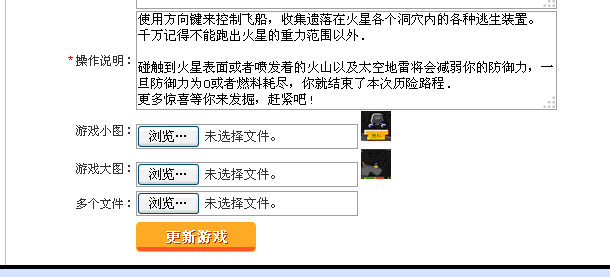 使用方向键来控制飞船，收集遗落在火星各个洞穴内的各种逃生装置。
千万记得不能跑出火星的重力范围以外.
*操作说明：
碰触到火星表面或者喷发着的火山以及太空地雷将会减弱你的防御力，一
旦防御力为0或者燃料耗尽，你就结束了本次历险路程.
更多惊喜等你来发掘，赶紧吧!
游戏小图：浏览… 未选择文件。
游戏大图：浏览… 未选择文件。
多个文件：浏览… 未选择文件。
更新游戏